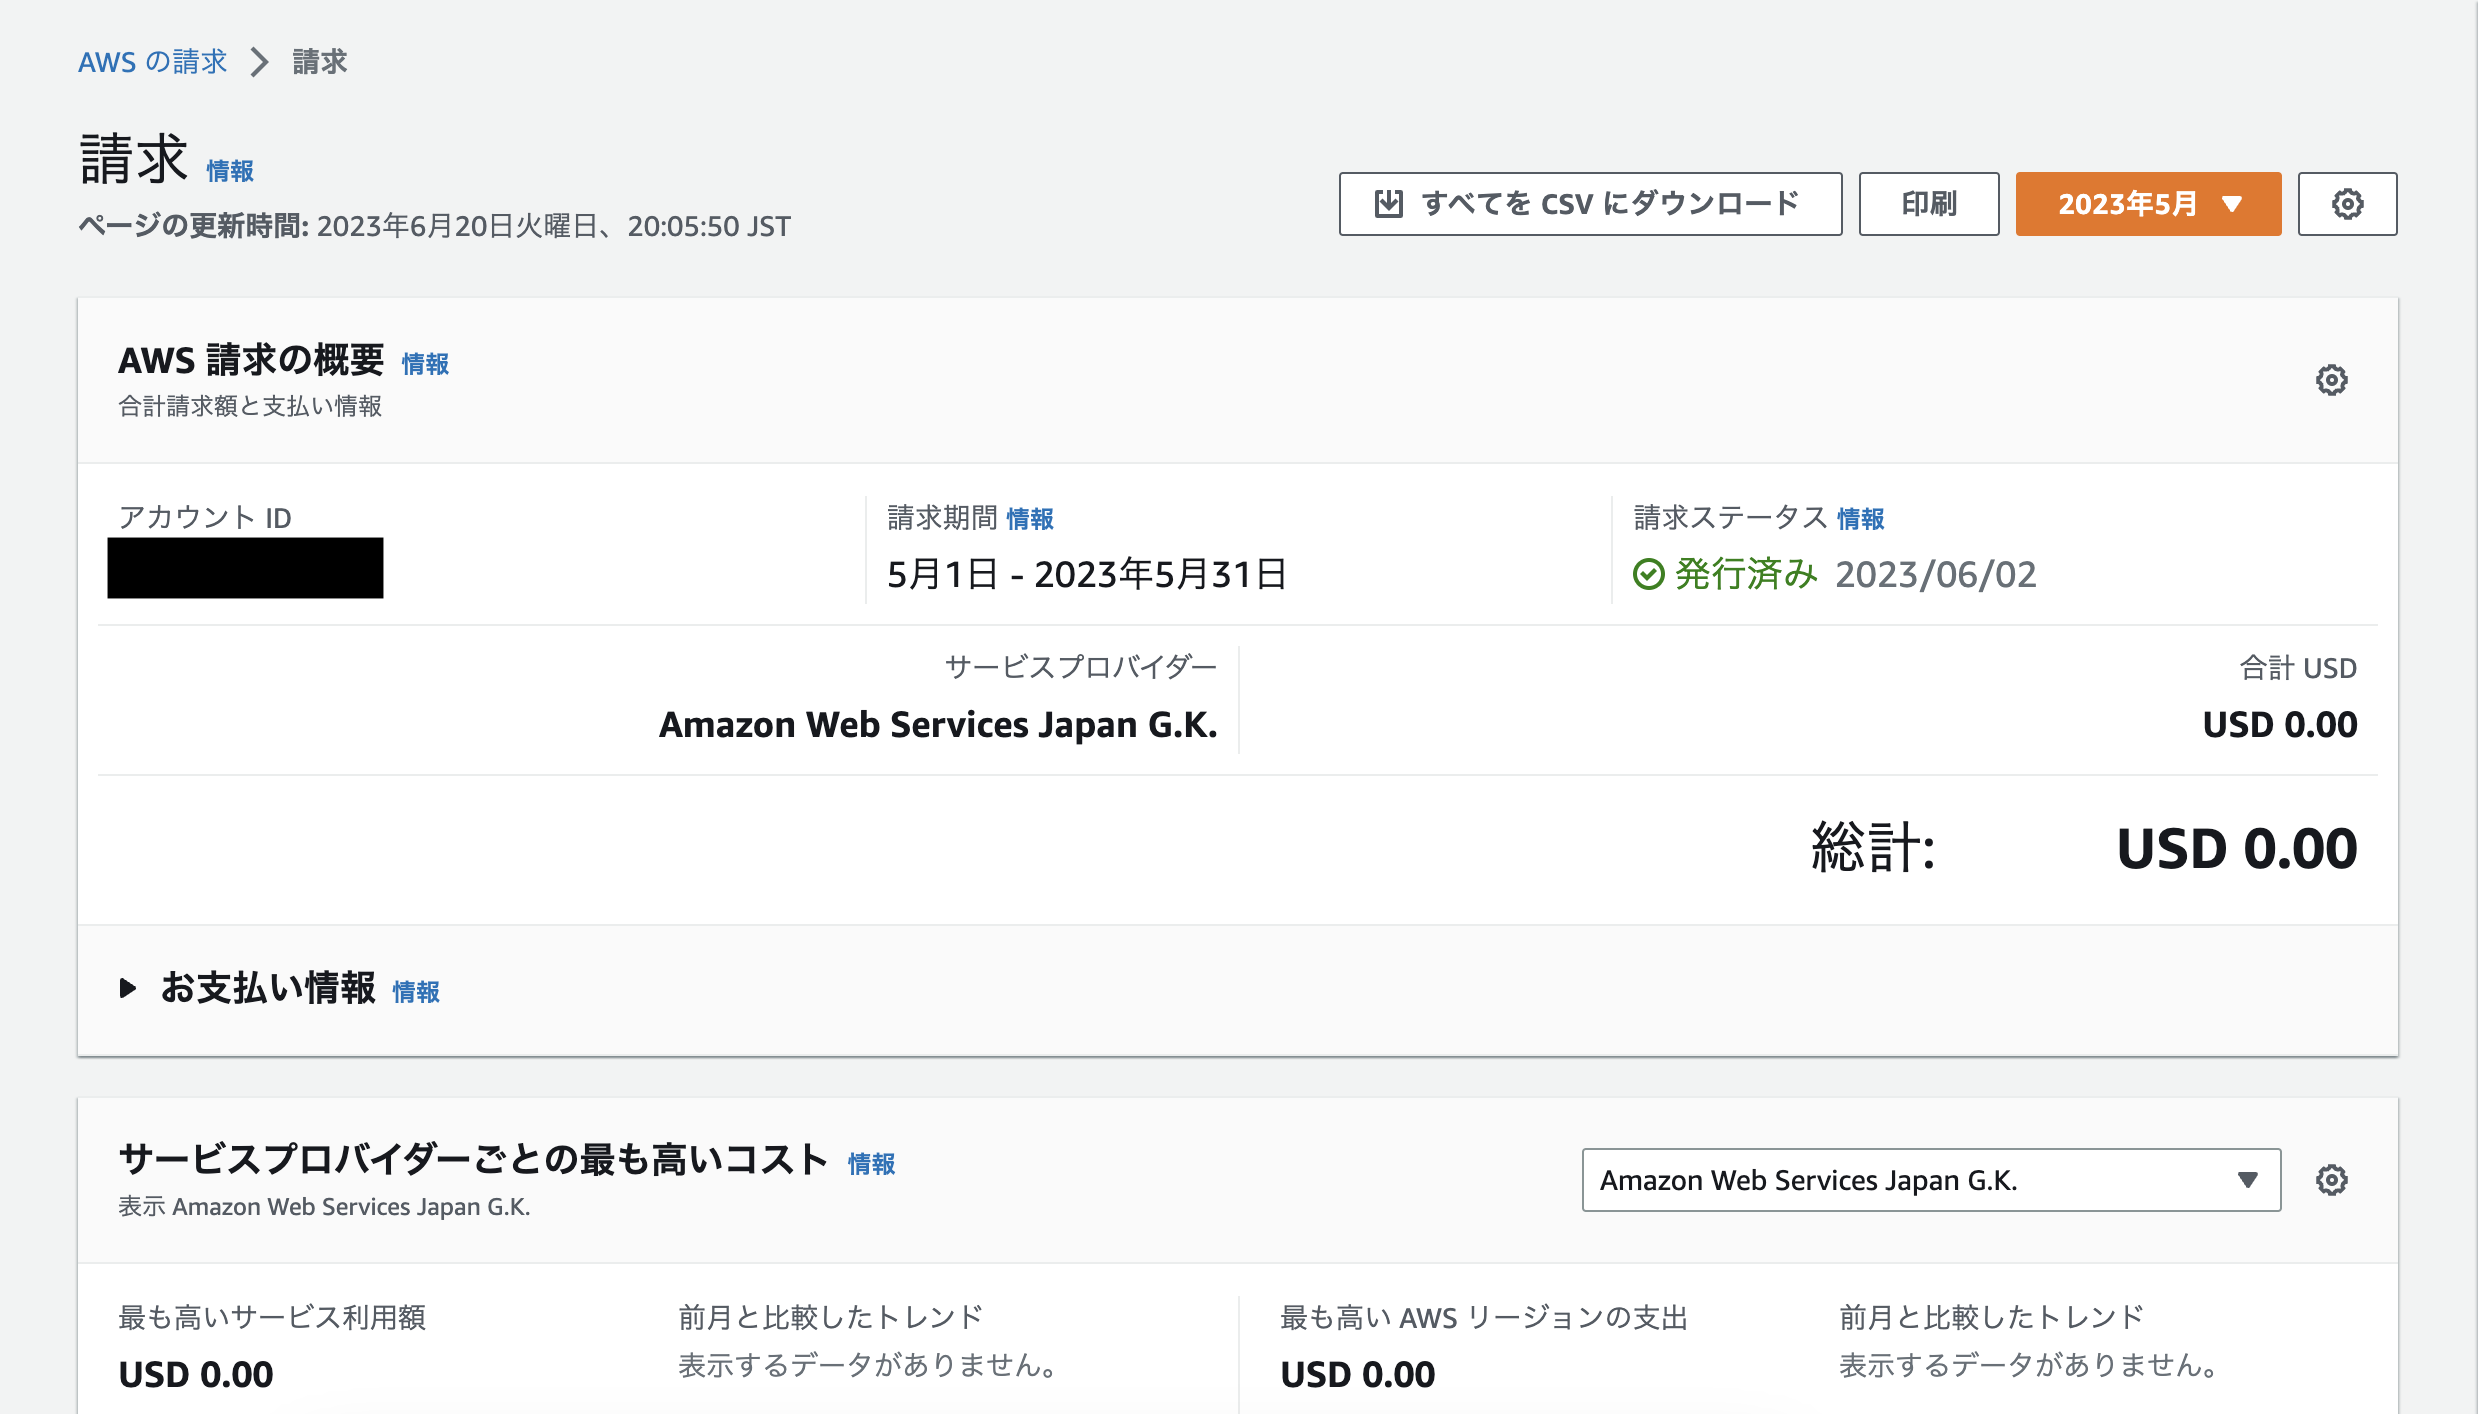 AWS の請求 > 請求
請求 情報
ページの更新時間: 2023年6月20日火曜日、20:05:50 JST
すべてを CSV にダウンロード
印刷
2023年5月
AWS 請求の概要 情報
合計請求額と支払い情報
アカウント ID
請求期間 情報
5月1日 - 2023年5月31日
請求ステータス 情報
発行済み 2023/06/02
サービスプロバイダー
Amazon Web Services Japan G.K.
合計 USD
USD 0.00
総計: USD 0.00
お支払い情報 情報
サービスプロバイダーごとの最も高いコスト 情報
表示 Amazon Web Services Japan G.K.
Amazon Web Services Japan G.K.
最も高いサービス利用額
USD 0.00
前月と比較したトレンド
表示するデータがありません。
最も高い AWS リージョンの支出
USD 0.00
前月と比較したトレンド
表示するデータがありません。